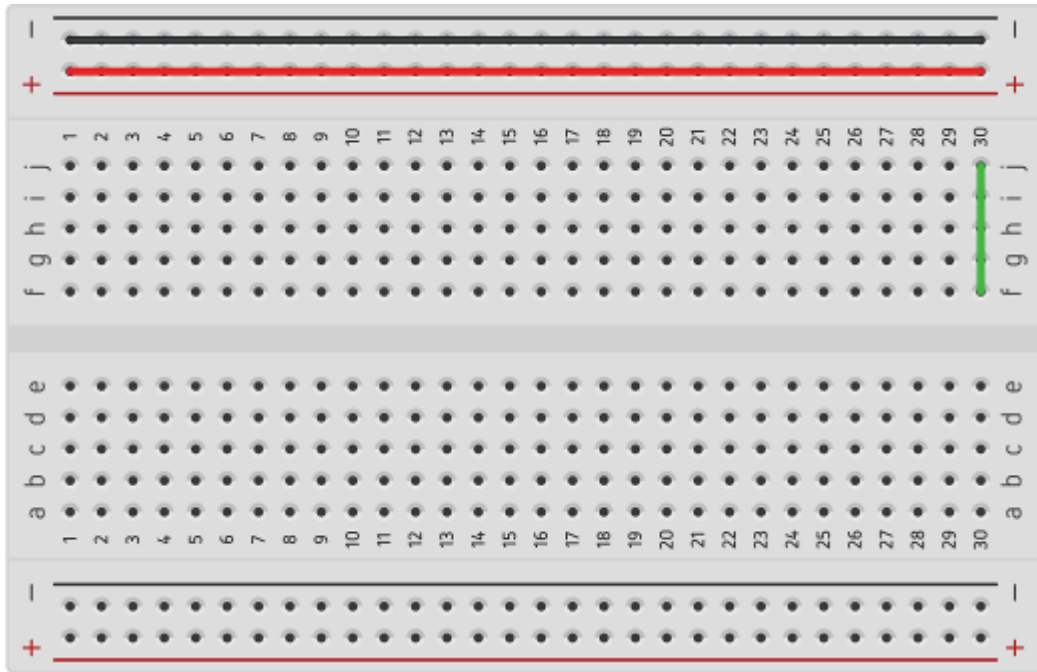 − −
+ +
1 2 3 4 5 6 7 8 9 10 11 12 13 14 15 16 17 18 19 20 21 22 23 24 25 26 27 28 29 30
j j
i i
h h
g g
f f
e e
d d
c c
b b
a a
1 2 3 4 5 6 7 8 9 10 11 12 13 14 15 16 17 18 19 20 21 22 23 24 25 26 27 28 29 30
− −
+ +